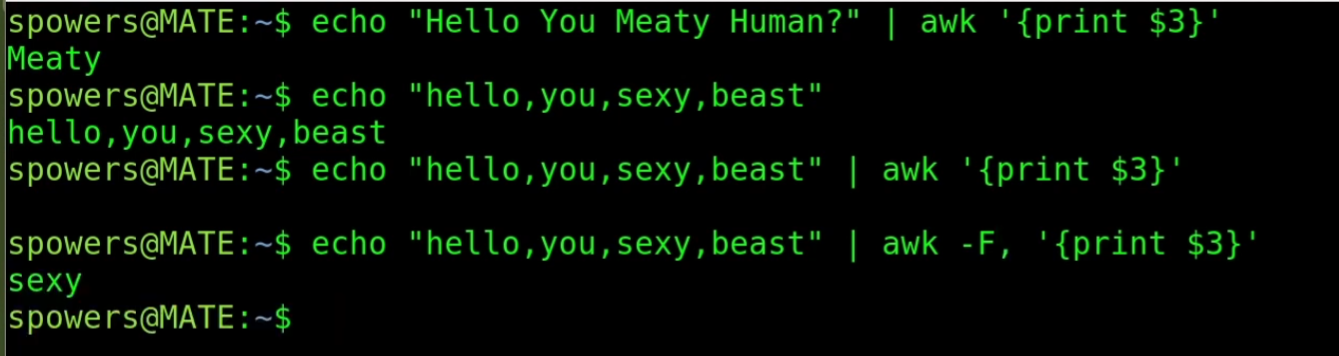 spowers@MATE:~$ echo "Hello You Meaty Human?" | awk '{print $3}'
Meaty
spowers@MATE:~$ echo "hello,you,sexy,beast"
hello,you,sexy,beast
spowers@MATE:~$ echo "hello,you,sexy,beast" | awk '{print $3}'

spowers@MATE:~$ echo "hello,you,sexy,beast" | awk -F, '{print $3}'
sexy
spowers@MATE:~$